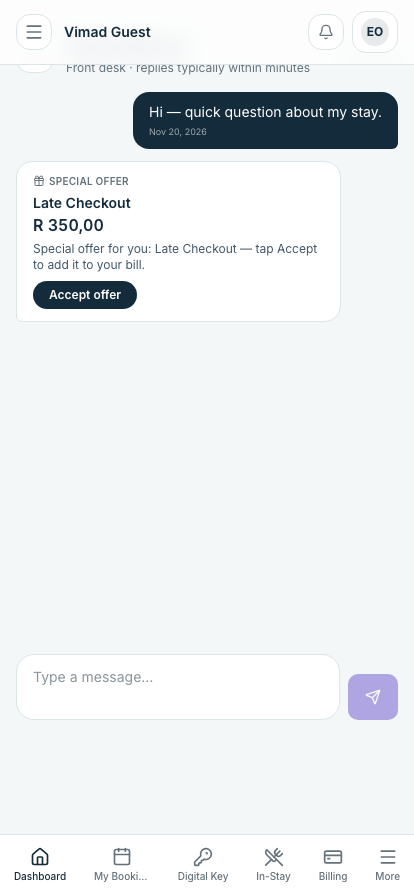 Vimad Guest
EO
Front desk · replies typically within minutes
Hi — quick question about my stay.
Nov 20, 2026
SPECIAL OFFER
Late Checkout
R 350,00
Special offer for you: Late Checkout — tap Accept
to add it to your bill.
Accept offer
Type a message...
Dashboard
My Booki...
Digital Key
In-Stay
Billing
More